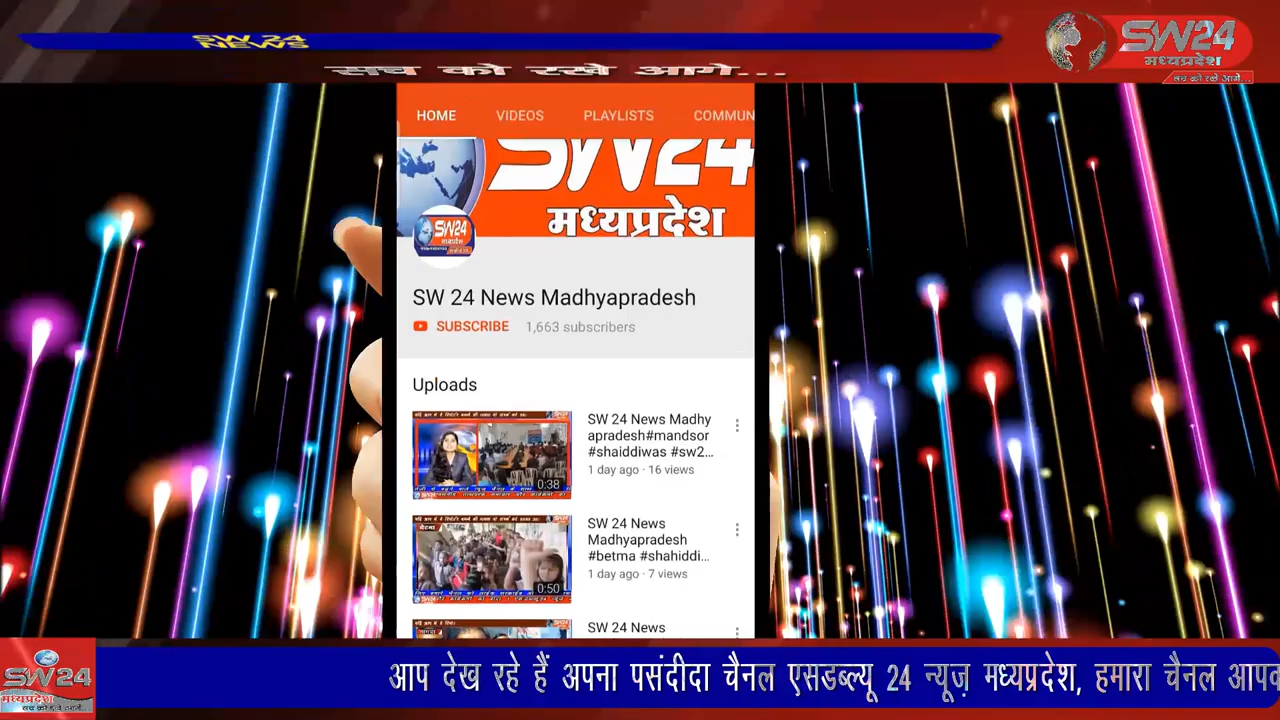 SW 24
NEWS
SW24
मध्यप्रदेश
सच को रखे आगे...
सच को रखे आगे...
HOME VIDEOS PLAYLISTS COMMUN
SW24
मध्यप्रदेश
SW24
SW 24 News Madhyapradesh
SUBSCRIBE 1,663 subscribers
Uploads
SW 24 News Madhy
apradesh#mandsor
#shaiddiwas #sw2...
1 day ago · 16 views
0:38
SW 24 News
Madhyapradesh
#betma #shahiddi...
1 day ago · 7 views
बेटमा
0:50
SW 24 News
SW24
मध्यप्रदेश
आप देख रहे हैं अपना पसंदीदा चैनल एसडब्ल्यू 24 न्यूज़ मध्यप्रदेश, हमारा चैनल आपक